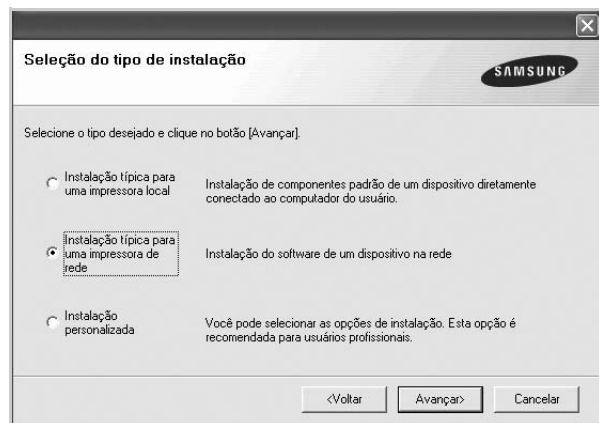 Seleção do tipo de instalação
SAMSUNG
Selecione o tipo desejado e clique no botão [Avançar].
Instalação típica para
uma impressora local
Instalação de componentes padrão de um dispositivo diretamente
conectado ao computador do usuário.
Instalação típica para
uma impressora de
rede
Instalação do software de um dispositivo na rede
Instalação
personalizada
Você pode selecionar as opções de instalação. Esta opção é
recomendada para usuários profissionais.
<Voltar
Avançar>
Cancelar